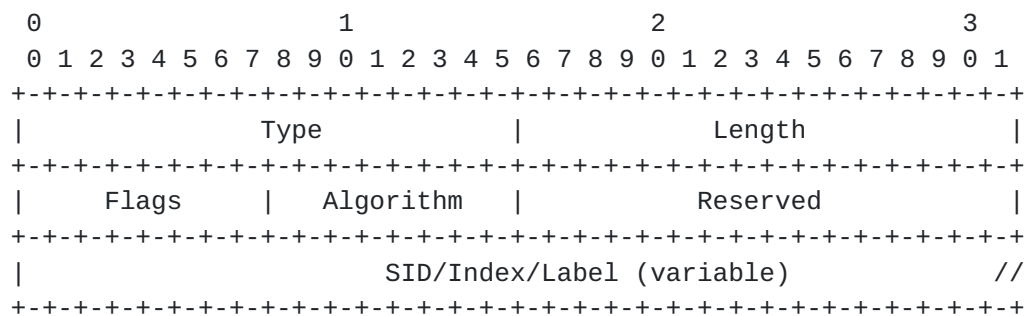 0                   1                   2                   3
 0 1 2 3 4 5 6 7 8 9 0 1 2 3 4 5 6 7 8 9 0 1 2 3 4 5 6 7 8 9 0 1
+-+-+-+-+-+-+-+-+-+-+-+-+-+-+-+-+-+-+-+-+-+-+-+-+-+-+-+-+-+-+-+-+
|               Type            |            Length             |
+-+-+-+-+-+-+-+-+-+-+-+-+-+-+-+-+-+-+-+-+-+-+-+-+-+-+-+-+-+-+-+-+
|     Flags     |   Algorithm   |           Reserved            |
+-+-+-+-+-+-+-+-+-+-+-+-+-+-+-+-+-+-+-+-+-+-+-+-+-+-+-+-+-+-+-+-+
|                       SID/Index/Label (variable)             //
+-+-+-+-+-+-+-+-+-+-+-+-+-+-+-+-+-+-+-+-+-+-+-+-+-+-+-+-+-+-+-+-+